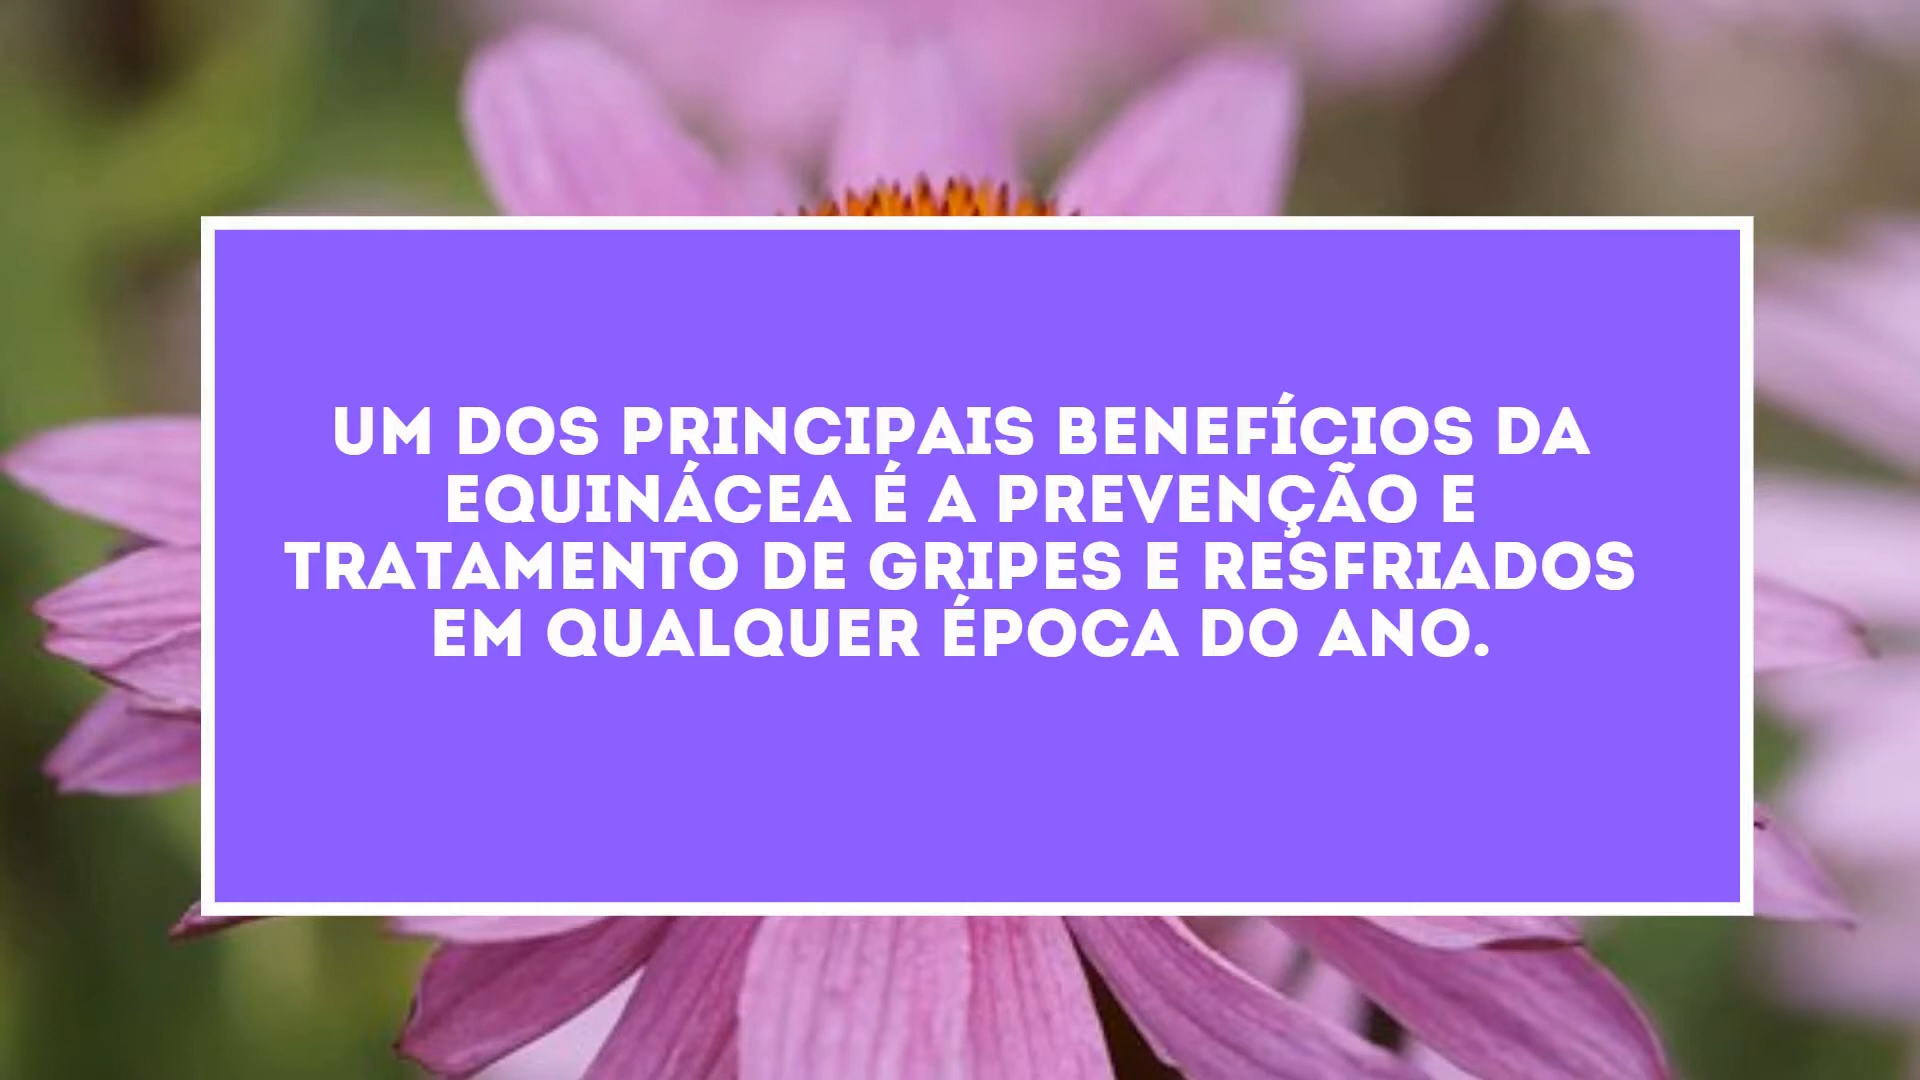 UM DOS PRINCIPAIS BENEFÍCIOS DA
EQUINÁCEA É A PREVENÇÃO E
TRATAMENTO DE GRIPES E RESFRIADOS
EM QUALQUER ÉPOCA DO ANO.